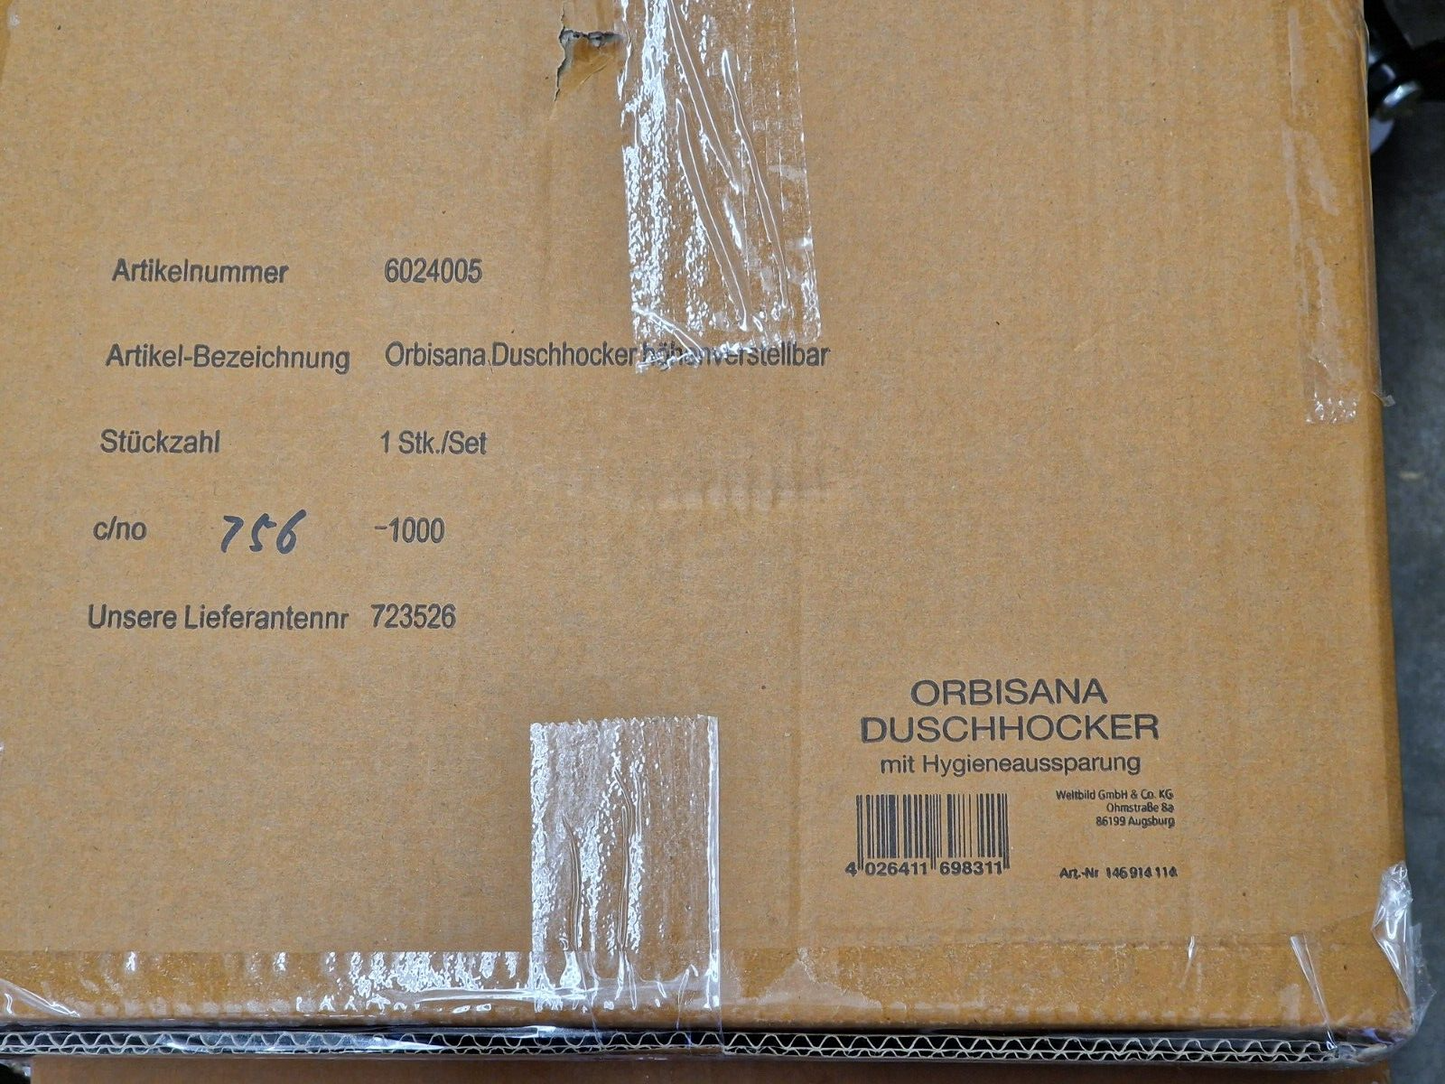 Artikelnummer 6024005
Artikel-Bezeichnung Orbisana Duschhocker höhenverstellbar
Stückzahl 1 Stk./Set
c/no 756 -1000
Unsere Lieferantennr 723526
ORBISANA
DUSCHHOCKER
mit Hygieneaussparung
Weltbild GmbH & Co. KG
Ohmstraße 8a
86199 Augsburg
4 026411 698311
Art.-Nr 146 914 114